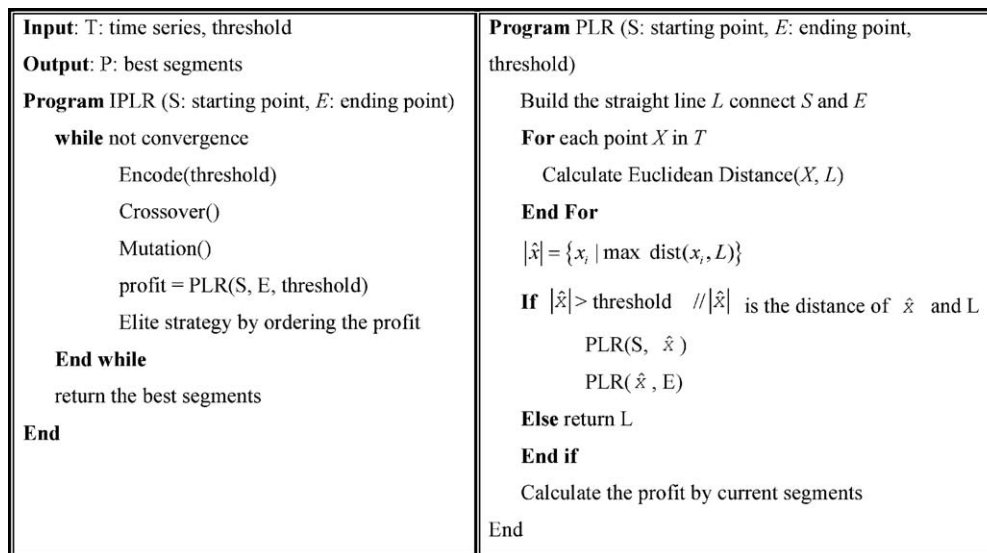 Input: T: time series, threshold
Output: P: best segments
Program IPLR (S: starting point, E: ending point)
while not convergence
Encode(threshold)
Crossover()
Mutation()
profit = PLR(S, E, threshold)
Elite strategy by ordering the profit
End while
return the best segments
End
Program PLR (S: starting point, E: ending point,
threshold)
Build the straight line L connect S and E
For each point X in T
Calculate Euclidean Distance(X, L)
End For
|x̂| = {xᵢ | max dist(xᵢ, L)}
If |x̂| > threshold //|x̂| is the distance of x̂ and L
PLR(S, x̂ )
PLR( x̂ , E)
Else return L
End if
Calculate the profit by current segments
End